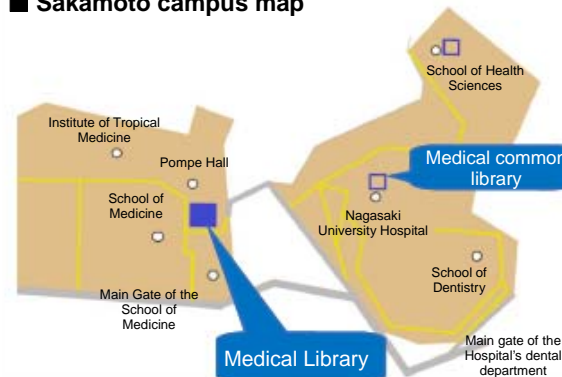 ■ Sakamoto campus map
School of Health
Sciences
Institute of Tropical
Medicine
Pompe Hall
Medical common
library
School of
Medicine
Nagasaki
University Hospital
School of
Dentistry
Main Gate of the
School of
Medicine
Medical Library
Main gate of the
Hospital's dental
department